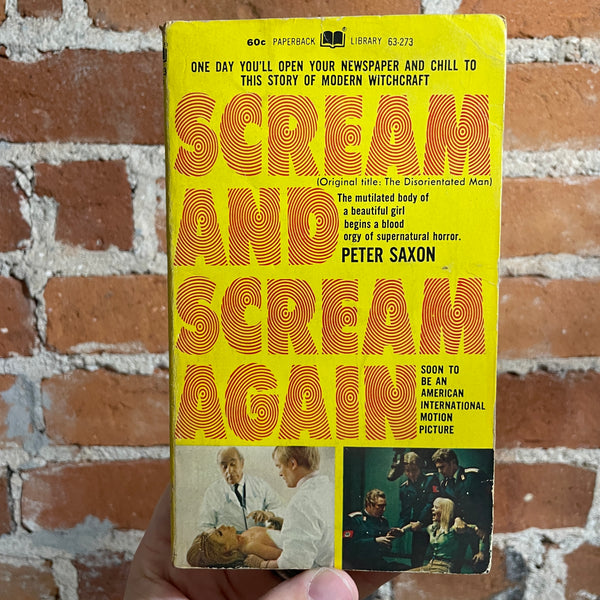 60c PAPERBACK LIBRARY 63-273
ONE DAY YOU'LL OPEN YOUR NEWSPAPER AND CHILL TO
THIS STORY OF MODERN WITCHCRAFT
SCREAM
(Original title: The Disorientated Man)
AND
The mutilated body of
a beautiful girl
begins a blood
orgy of supernatural horror.
PETER SAXON
SCREAM
AGAIN
SOON TO
BE AN
AMERICAN
INTERNATIONAL
MOTION
PICTURE